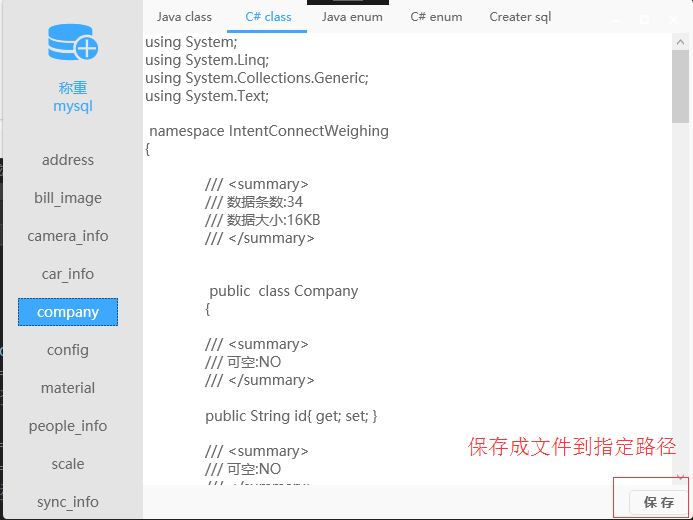 称重
mysql
address
bill_image
camera_info
car_info
company
config
material
people_info
scale
sync_info
Java class
C# class
Java enum
C# enum
Creater sql
using System;
using System.Linq;
using System.Collections.Generic;
using System.Text;
namespace IntentConnectWeighing
{
/// <summary>
/// 数据条数:34
/// 数据大小:16KB
/// </summary>
public class Company
{
/// <summary>
/// 可空:NO
/// </summary>
public String id{ get; set; }
/// <summary>
/// 可空:NO
/// </summary>
保存成文件到指定路径
保 存